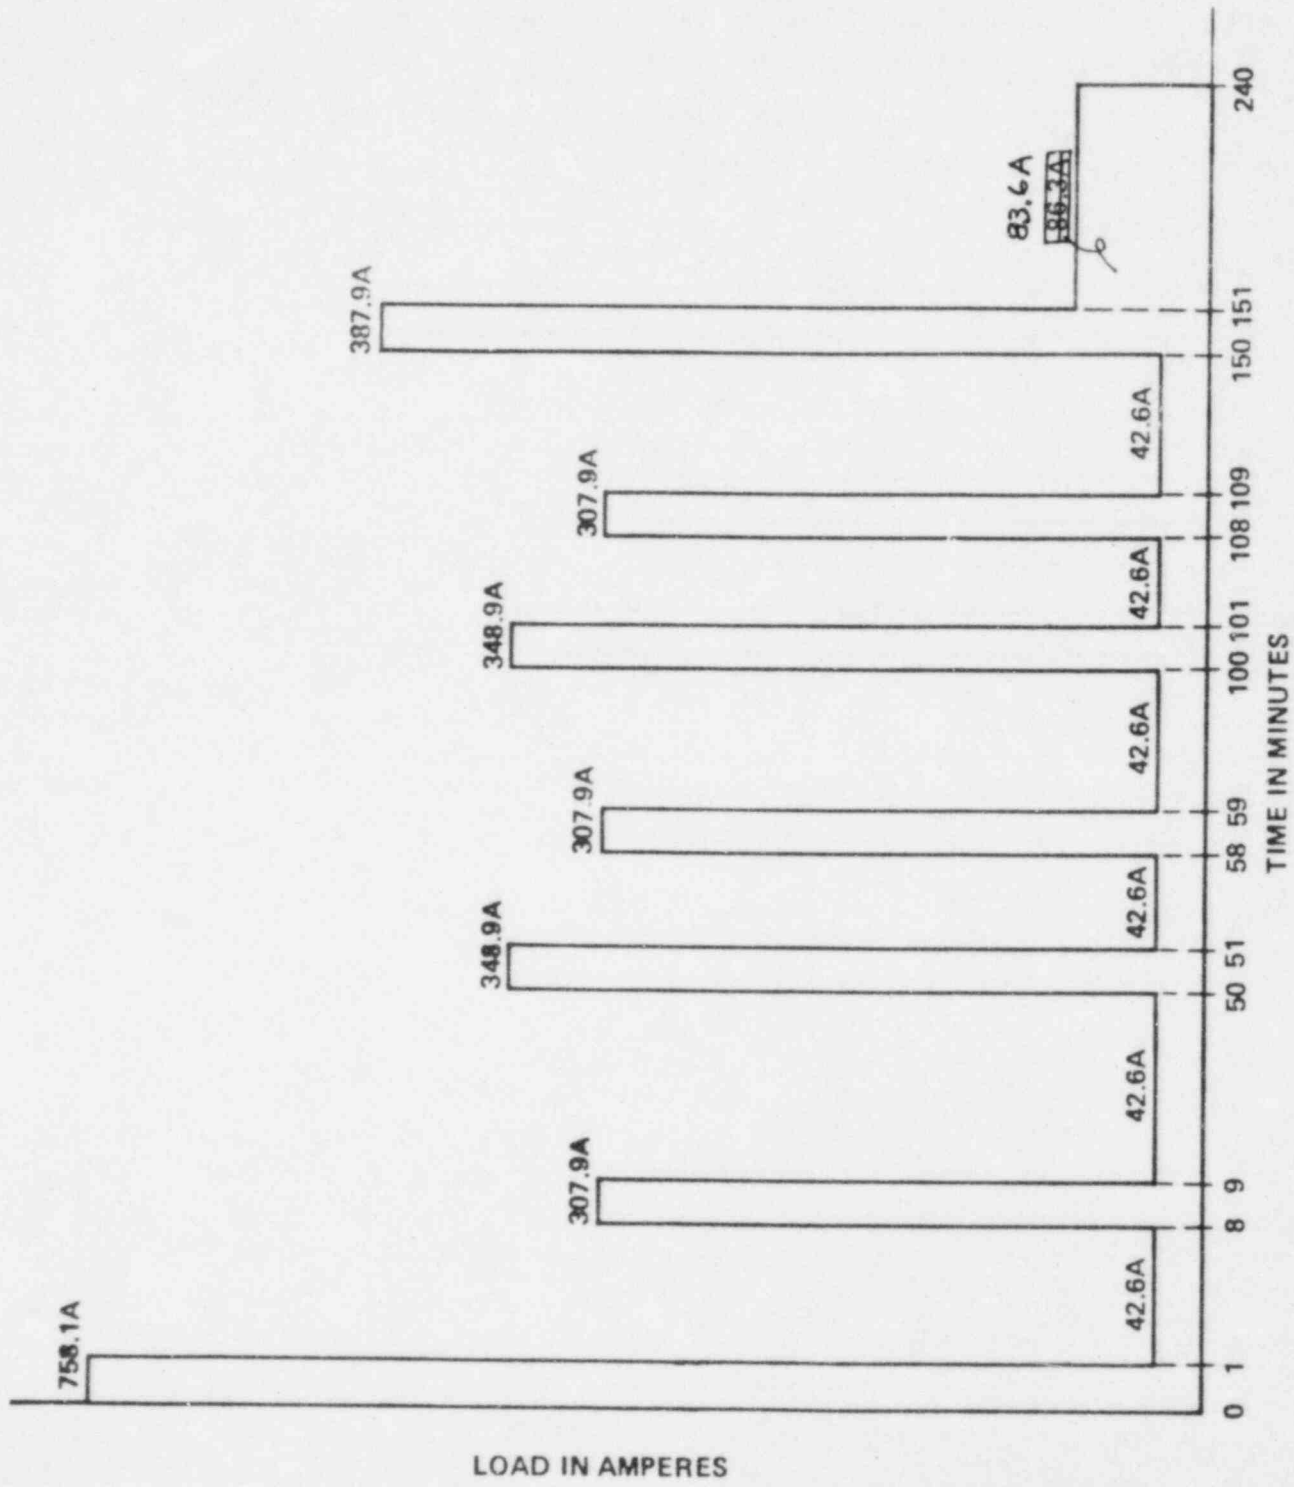 LOAD IN AMPERES
758.1A
42.6A
307.9A
42.6A
348.9A
42.6A
307.9A
42.6A
348.9A
42.6A
307.9A
42.6A
387.9A
83.6A
86.3A
0 1 8 9 50 51 58 59 100 101 108 109 150 151 240
TIME IN MINUTES